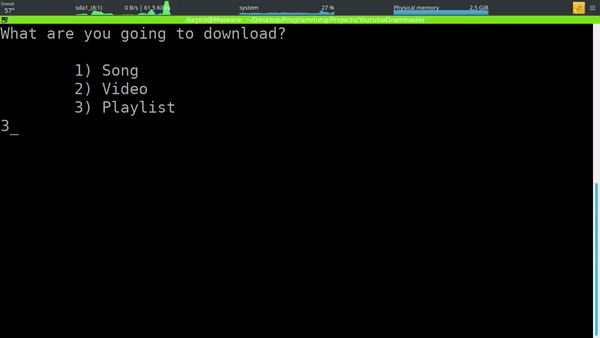 Overall
57°
sda1_(8:1)
0 B/s | 61.5 KiB/s
system
27 %
Physical memory
2.5 GiB
dagito@Malware: ~/Desktop/Programming/Projects/YoutubeDownloader
What are you going to download?
1) Song
2) Video
3) Playlist
3_